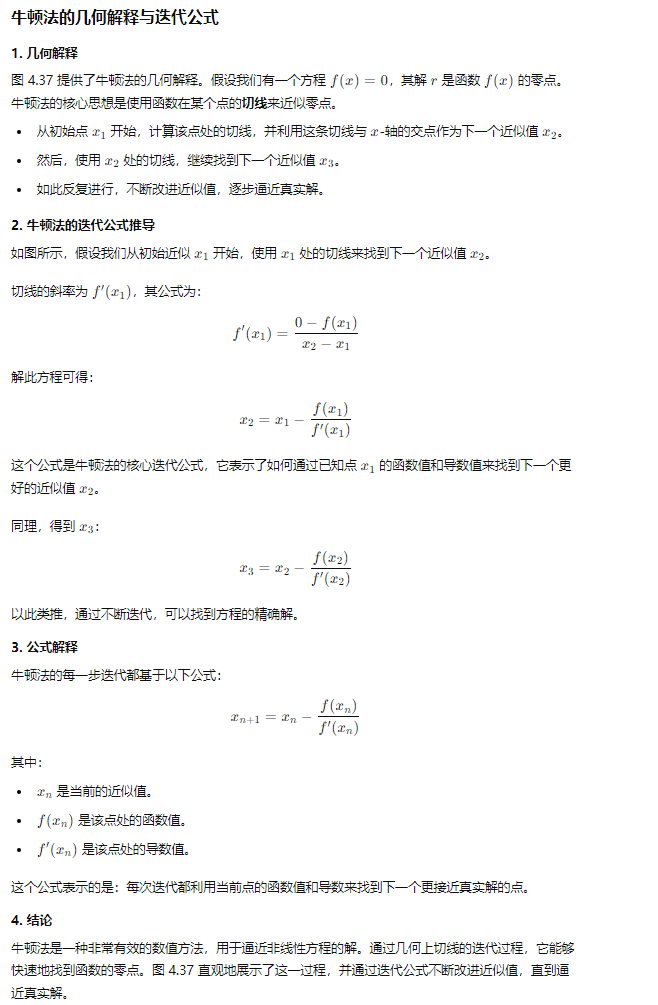 牛顿法的几何解释与迭代公式
1. 几何解释
图 4.37 提供了牛顿法的几何解释。假设我们有一个方程 f(x) = 0，其解 r 是函数 f(x) 的零点。
牛顿法的核心思想是使用函数在某个点的切线来近似零点。
• 从初始点 x₁ 开始，计算该点处的切线，并利用这条切线与 x-轴的交点作为下一个近似值 x₂。
• 然后，使用 x₂ 处的切线，继续找到下一个近似值 x₃。
• 如此反复进行，不断改进近似值，逐步逼近真实解。
2. 牛顿法的迭代公式推导
如图所示，假设我们从初始近似 x₁ 开始，使用 x₁ 处的切线来找到下一个近似值 x₂。
切线的斜率为 f′(x₁)，其公式为：
f′(x₁) = (0 − f(x₁)) / (x₂ − x₁)
解此方程可得：
x₂ = x₁ − f(x₁) / f′(x₁)
这个公式是牛顿法的核心迭代公式，它表示了如何通过已知点 x₁ 的函数值和导数值来找到下一个更
好的近似值 x₂。
同理，得到 x₃：
x₃ = x₂ − f(x₂) / f′(x₂)
以此类推，通过不断迭代，可以找到方程的精确解。
3. 公式解释
牛顿法的每一步迭代都基于以下公式：
xₙ₊₁ = xₙ − f(xₙ) / f′(xₙ)
其中：
• xₙ 是当前的近似值。
• f(xₙ) 是该点处的函数值。
• f′(xₙ) 是该点处的导数值。
这个公式表示的是：每次迭代都利用当前点的函数值和导数来找到下一个更接近真实解的点。
4. 结论
牛顿法是一种非常有效的数值方法，用于逼近非线性方程的解。通过几何上切线的迭代过程，它能够
快速地找到函数的零点。图 4.37 直观地展示了这一过程，并通过迭代公式不断改进近似值，直到逼
近真实解。